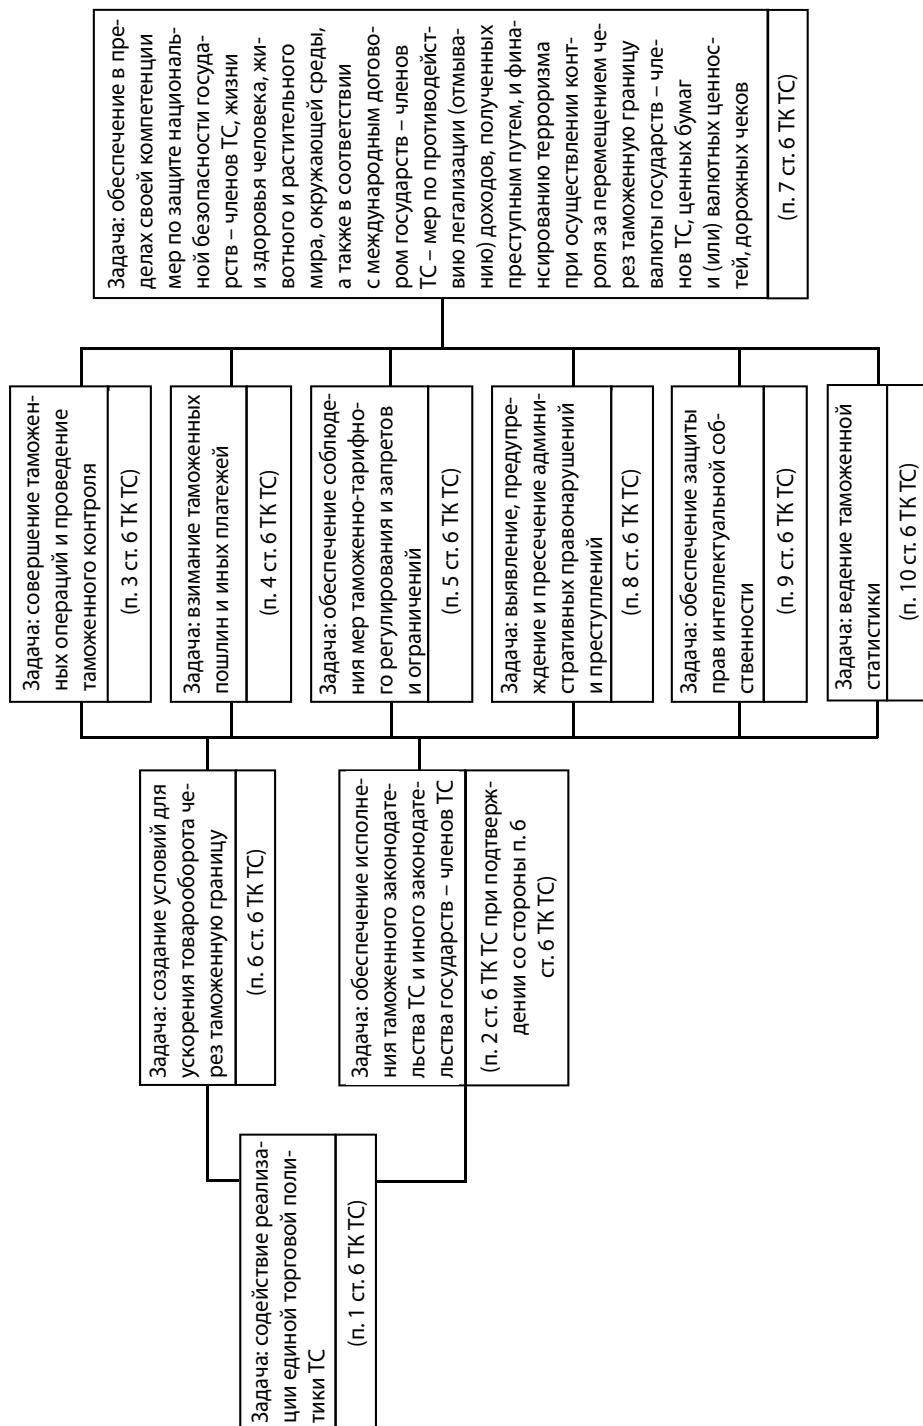 Задача: содействие реализа-
ции единой торговой поли-
тики ТС
(п. 1 ст. 6 ТК ТС)
Задача: создание условий для
ускорения товарооборота че-
рез таможенную границу
(п. 6 ст. 6 ТК ТС)
Задача: обеспечение исполне-
ния таможенного законодате-
льства ТС и иного законодате-
льства государств – членов ТС
(п. 2 ст. 6 ТК ТС при подтверж-
дении со стороны п. 6
ст. 6 ТК ТС)
Задача: совершение таможен-
ных операций и проведение
таможенного контроля
(п. 3 ст. 6 ТК ТС)
Задача: взимание таможенных
пошлин и иных платежей
(п. 4 ст. 6 ТК ТС)
Задача: обеспечение соблюде-
ния мер таможенно-тарифно-
го регулирования и запретов
и ограничений
(п. 5 ст. 6 ТК ТС)
Задача: выявление, предупре-
ждение и пресечение админи-
стративных правонарушений
и преступлений
(п. 8 ст. 6 ТК ТС)
Задача: обеспечение защиты
прав интеллектуальной соб-
ственности
(п. 9 ст. 6 ТК ТС)
Задача: ведение таможенной
статистики
(п. 10 ст. 6 ТК ТС)
Задача: обеспечение в пре-
делах своей компетенции
мер по защите националь-
ной безопасности госуда-
рств – членов ТС, жизни
и здоровья человека, жи-
вотного и растительного
мира, окружающей среды,
а также в соответствии
с международным догово-
ром государств – членов
ТС – мер по противодейст-
вию легализации (отмыва-
нию) доходов, полученных
преступным путем, и фина-
нсированию терроризма
при осуществлении конт-
роля за перемещением че-
рез таможенную границу
валюты государств – чле-
нов ТС, ценных бумаг
и (или) валютных ценнос-
тей, дорожных чеков
(п. 7 ст. 6 ТК ТС)